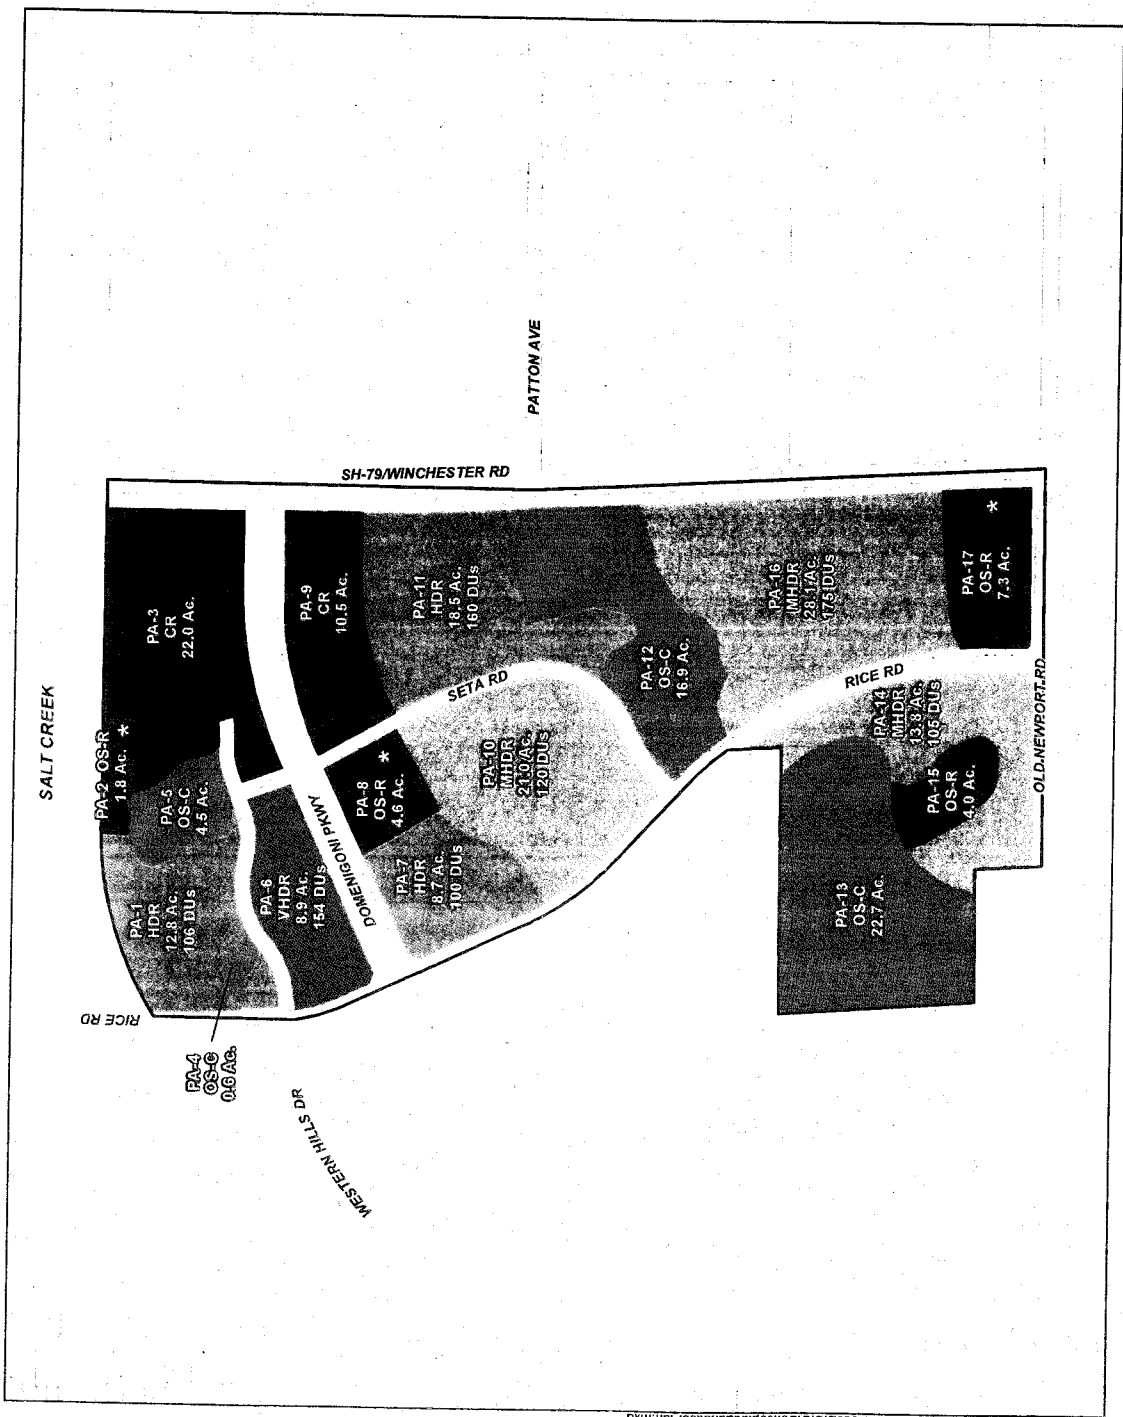 SALT CREEK
PATTON AVE
SH-79/WINCHESTER RD
PA-3
CR
22.0 Ac.
PA-2 OS-R
1.8 Ac. *
PA-5
OS-C
4.5 Ac.
PA-1
HDR
12.8 Ac.
106 DUs
RICE RD
PA-4
OS-C
0.6 Ac.
WESTERN HILLS DR
PA-6
VHDR
8.9 Ac.
154 DUs
DOMENIGONI PKWY
PA-9
CR
10.5 Ac.
PA-8
OS-R *
4.6 Ac.
PA-7
HDR
8.7 Ac.
100 DUs
SETA RD
PA-11
HDR
18.5 Ac.
160 DUs
PA-10
MHDR
Ac.
120 DUs
PA-12
OS-C
16.9 Ac.
PA-16
MHDR
28.1 Ac.
175 DUs
RICE RD
PA-14
MHDR
13.8 Ac.
105 DUs
PA-15
OS-R
4.0 Ac.
PA-13
OS-C
22.7 Ac.
PA-17
OS-R *
7.3 Ac.
OLD NEWPORT RD